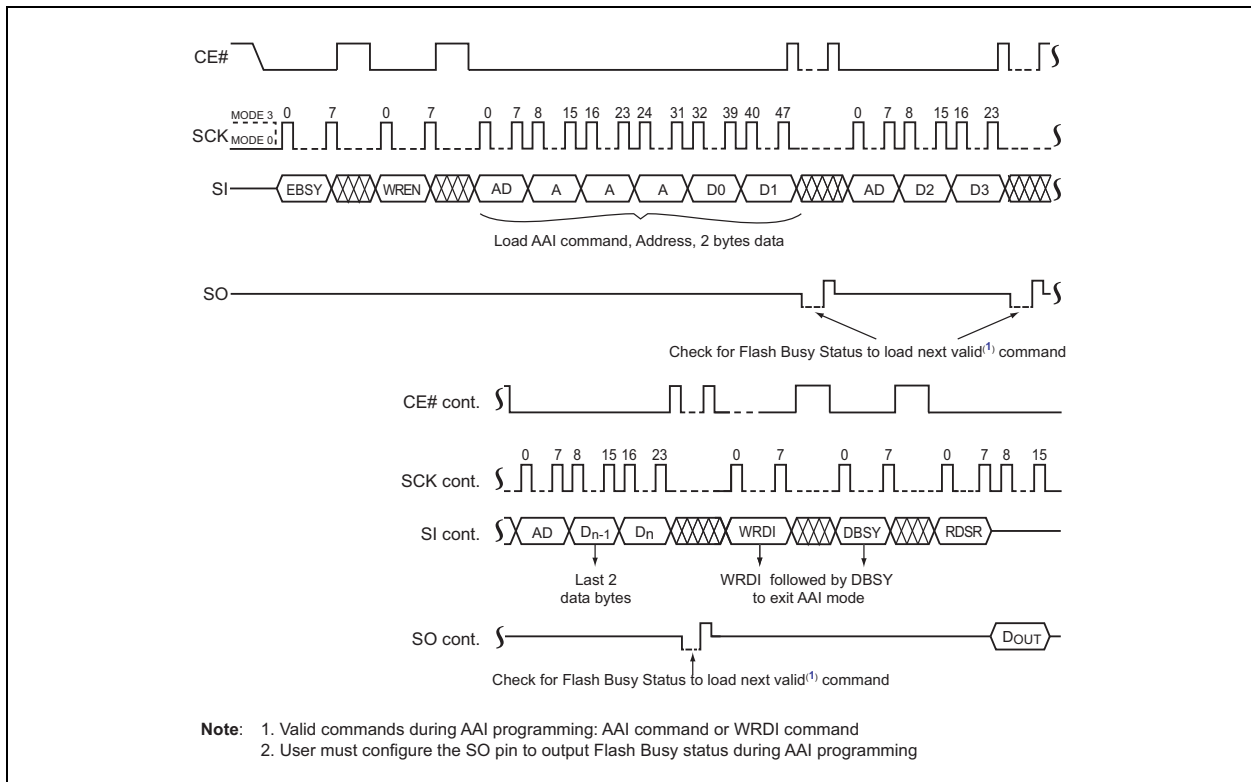 CE#
MODE 3
SCK
MODE 0
0 7 0 7 0 7 8 15 16 23 24 31 32 39 40 47 0 7 8 15 16 23
SI
EBSY WREN AD A A A D0 D1 AD D2 D3
Load AAI command, Address, 2 bytes data
SO
Check for Flash Busy Status to load next valid(1) command
CE# cont.
0 7 8 15 16 23 0 7 0 7 0 7 8 15
SCK cont.
SI cont.
AD Dn-1 Dn WRDI DBSY RDSR
Last 2
data bytes
WRDI followed by DBSY
to exit AAI mode
SO cont.
DOUT
Check for Flash Busy Status to load next valid(1) command
Note: 1. Valid commands during AAI programming: AAI command or WRDI command
2. User must configure the SO pin to output Flash Busy status during AAI programming